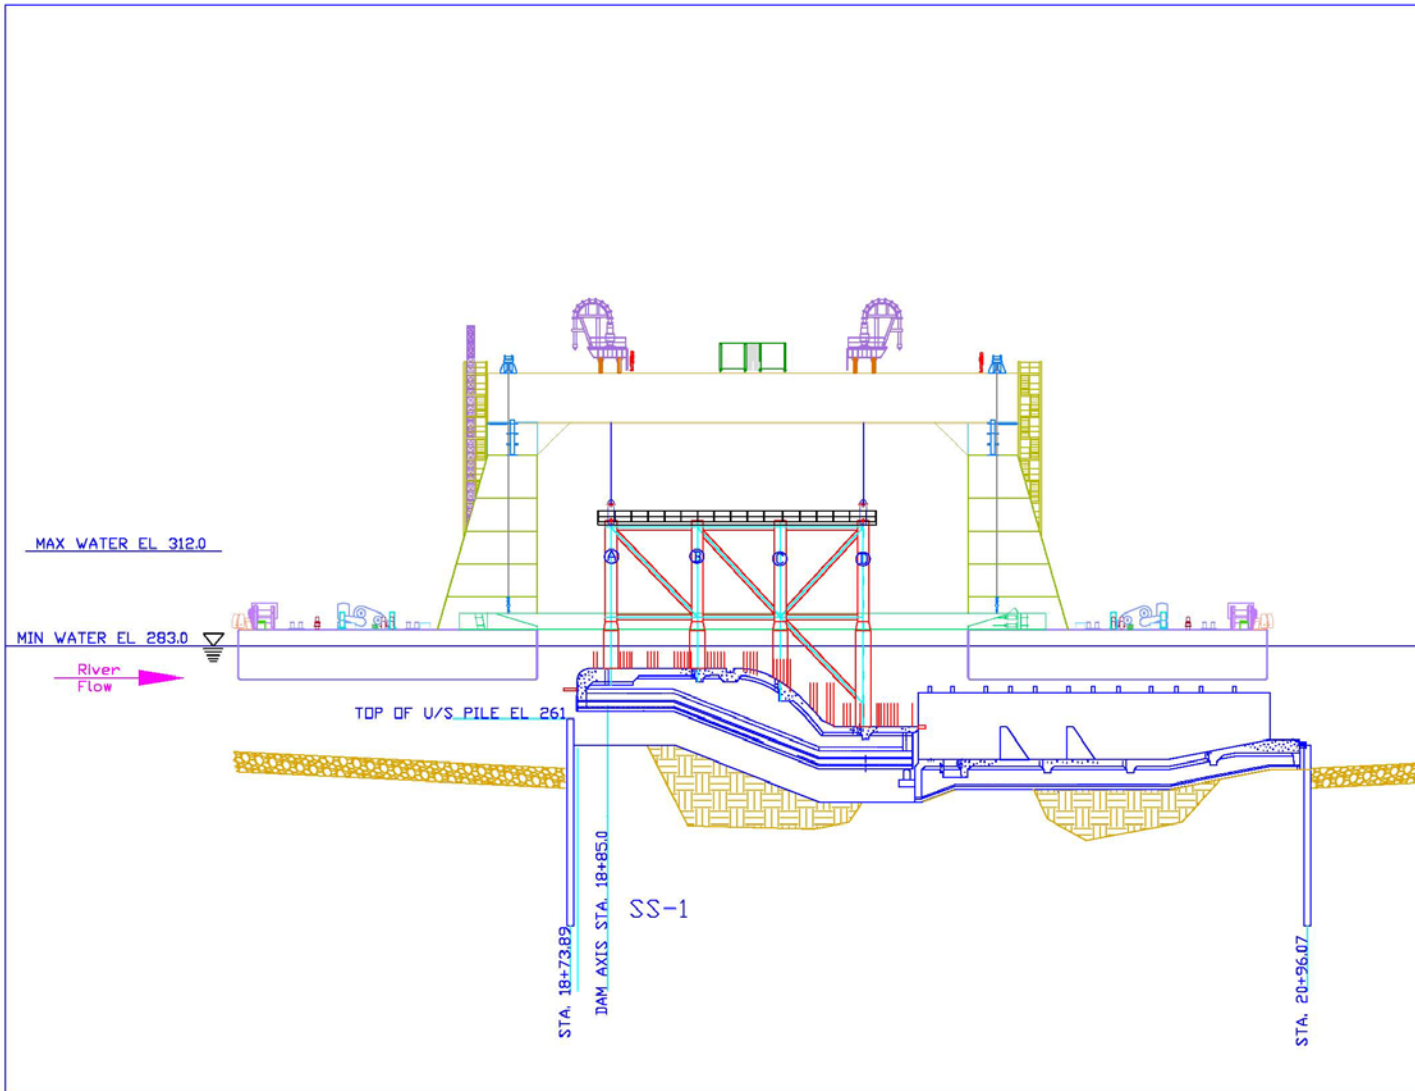 MAX WATER EL 312.0
A B C D
MIN WATER EL 283.0
River
Flow
TOP OF U/S PILE EL 261
SS-1
STA. 18+73.89
DAM AXIS STA. 18+85.0
STA. 20+96.07